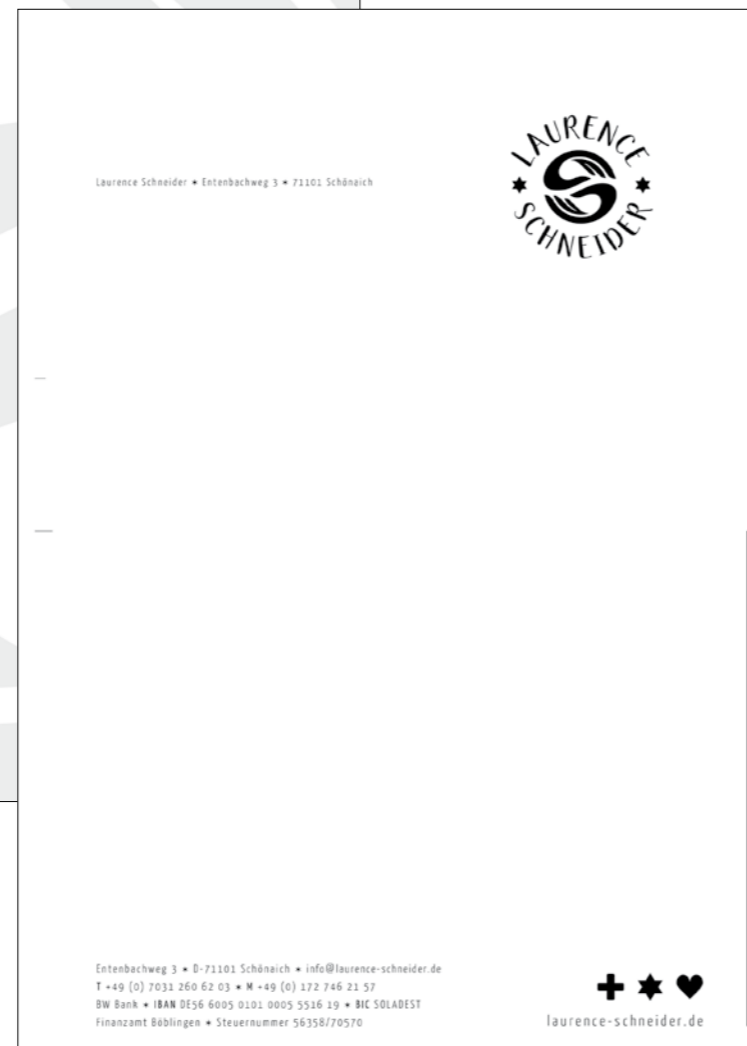 LAURENCE
SCHNEIDER
Laurence Schneider ✶ Entenbachweg 3 ✶ 71101 Schönaich
Entenbachweg 3 ✶ D-71101 Schönaich ✶ info@laurence-schneider.de
T +49 (0) 7031 260 62 03 ✶ M +49 (0) 172 746 21 57
BW Bank ✶ IBAN DE56 6005 0101 0005 5516 19 ✶ BIC SOLADEST
Finanzamt Böblingen ✶ Steuernummer 56358/70570
laurence-schneider.de